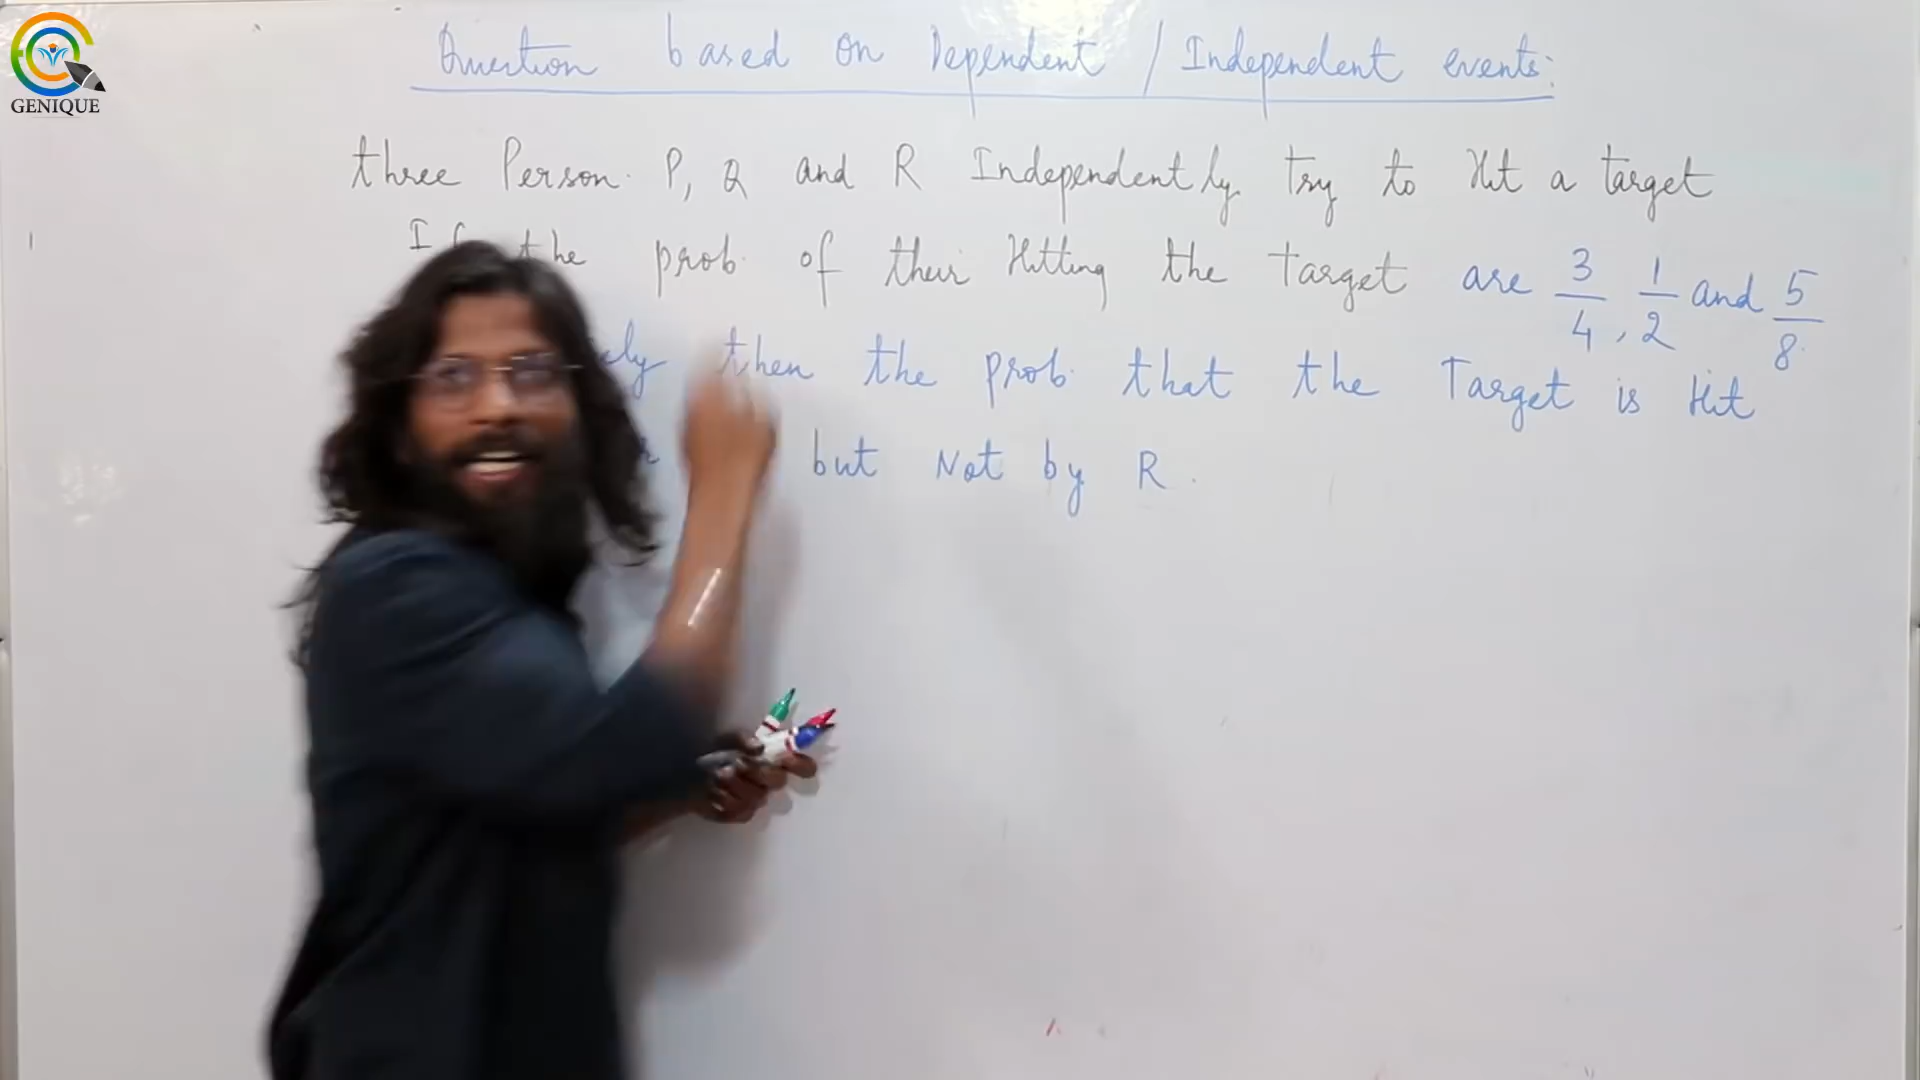 GENIQUE
Question based on Dependent / Independent events:
three Person P, Q and R Independently Try to Hit a target
If the prob. of their Hitting the Target are 3/4, 1/2 and 5/8
then the prob. that the Target is Hit
but Not by R.